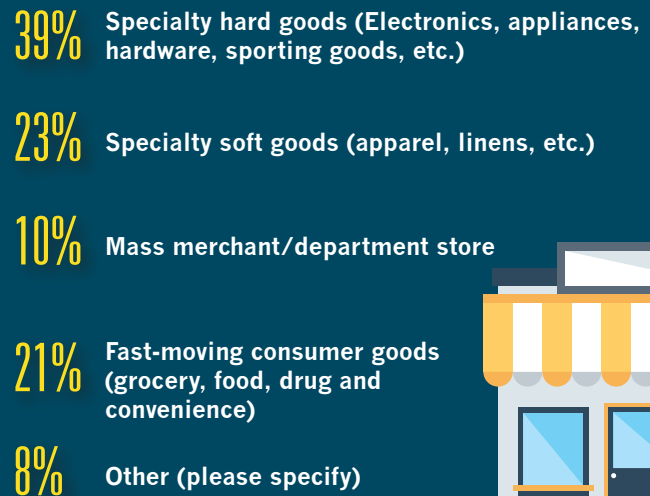 39% Specialty hard goods (Electronics, appliances,
hardware, sporting goods, etc.)
23% Specialty soft goods (apparel, linens, etc.)
10% Mass merchant/department store
21% Fast-moving consumer goods
(grocery, food, drug and
convenience)
8% Other (please specify)